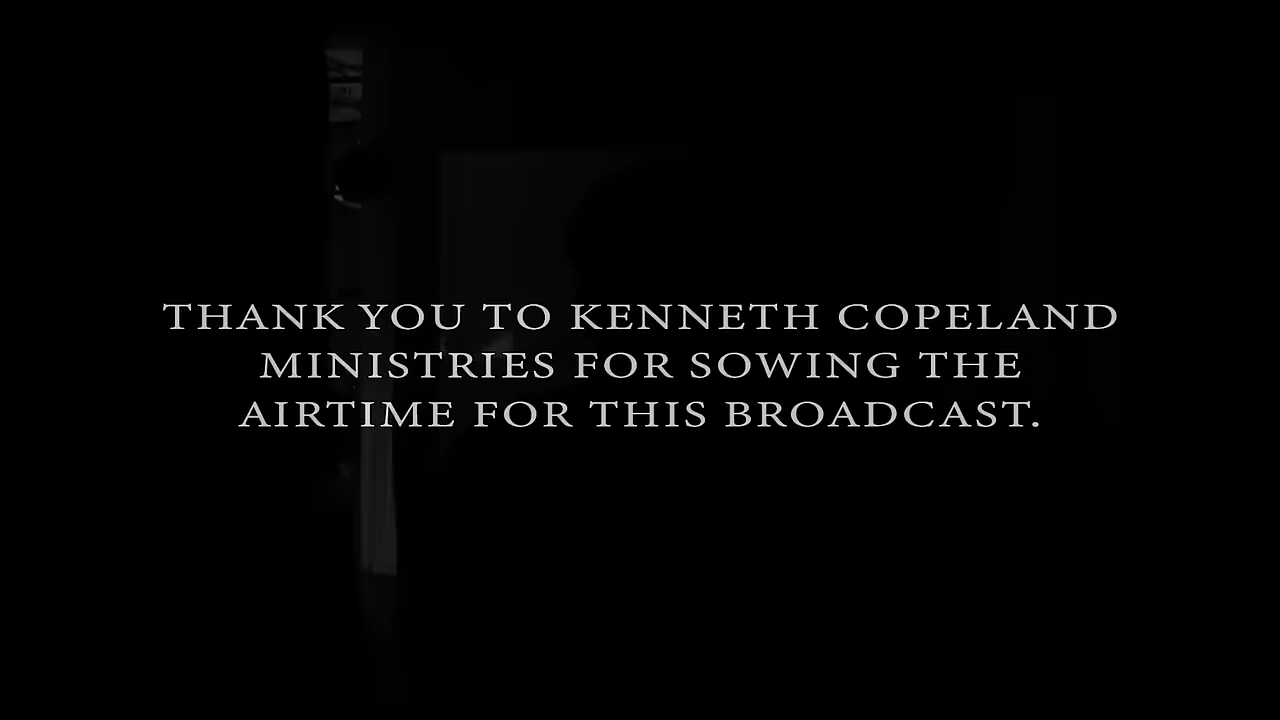 THANK YOU TO KENNETH COPELAND
MINISTRIES FOR SOWING THE
AIRTIME FOR THIS BROADCAST.